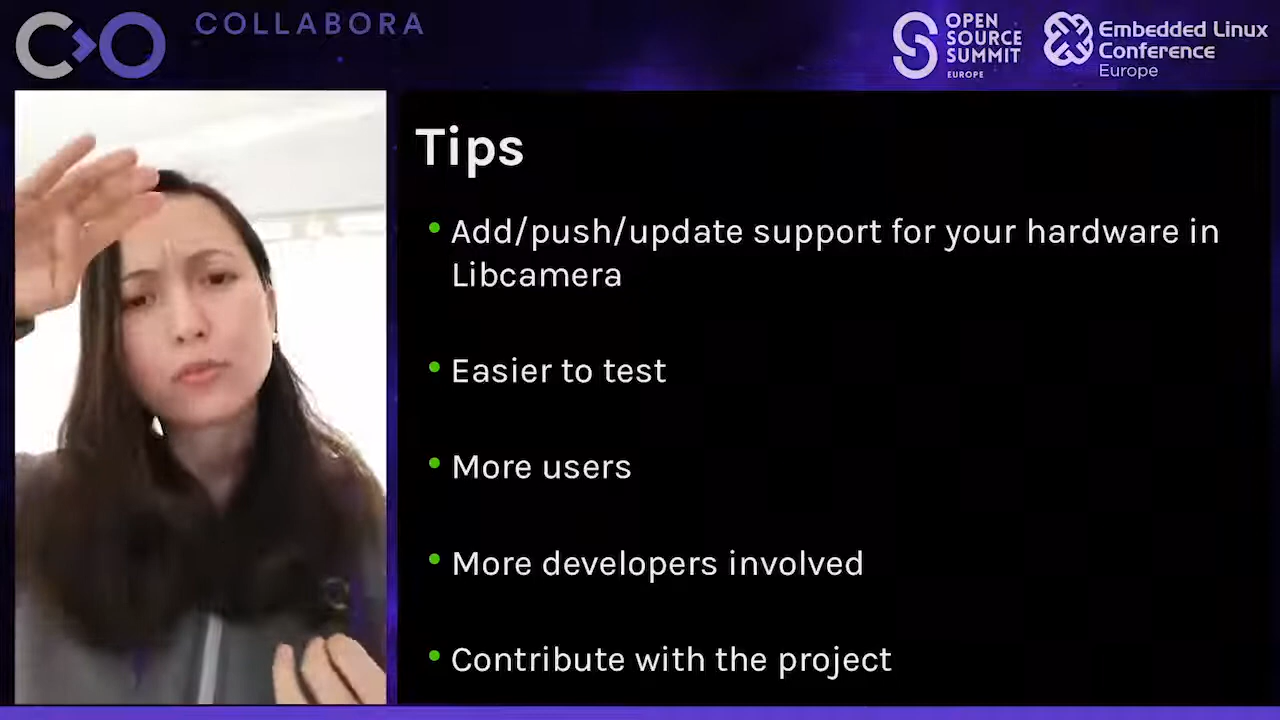 COLLABORA
OPEN
SOURCE
SUMMIT
EUROPE
Embedded Linux
Conference
Europe
Tips
Add/push/update support for your hardware in
Libcamera
Easier to test
More users
More developers involved
Contribute with the project